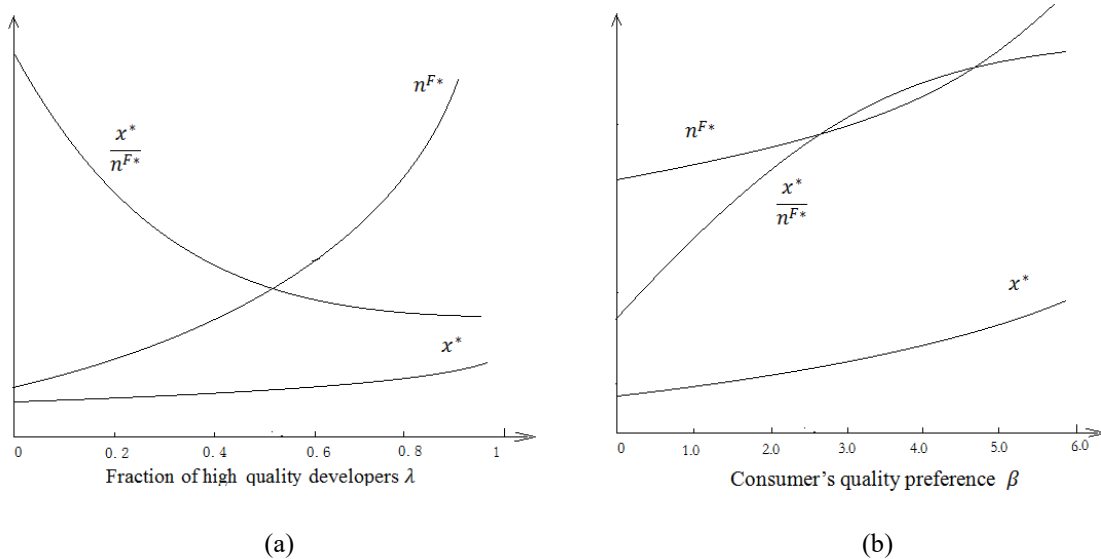 n^{F*}
x^*
n^{F*}
x^*
0 0.2 0.4 0.6 0.8 1
Fraction of high quality developers λ
(a)
n^{F*}
x^*
n^{F*}
x^*
0 1.0 2.0 3.0 4.0 5.0 6.0
Consumer's quality preference β
(b)